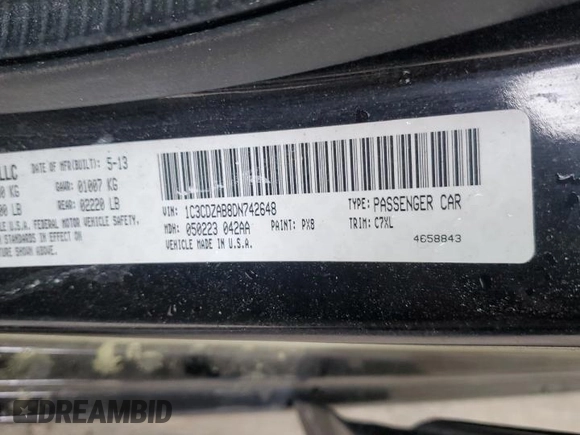 LLC DATE OF MFR(BUILT): 5-13
KG GAWR: 01007 KG
LB REAR: 02220 LB
U.S.A. FEDERAL MOTOR VEHICLE SAFETY,
STANDARDS IN EFFECT ON
SHOWN ABOVE.
VIN: 1C3CDZAB8DN742648 TYPE: PASSENGER CAR
MDH: 050223 042AA PAINT: PX8 TRIM: C7XL
VEHICLE MADE IN U.S.A. 4658843
DREAMBID